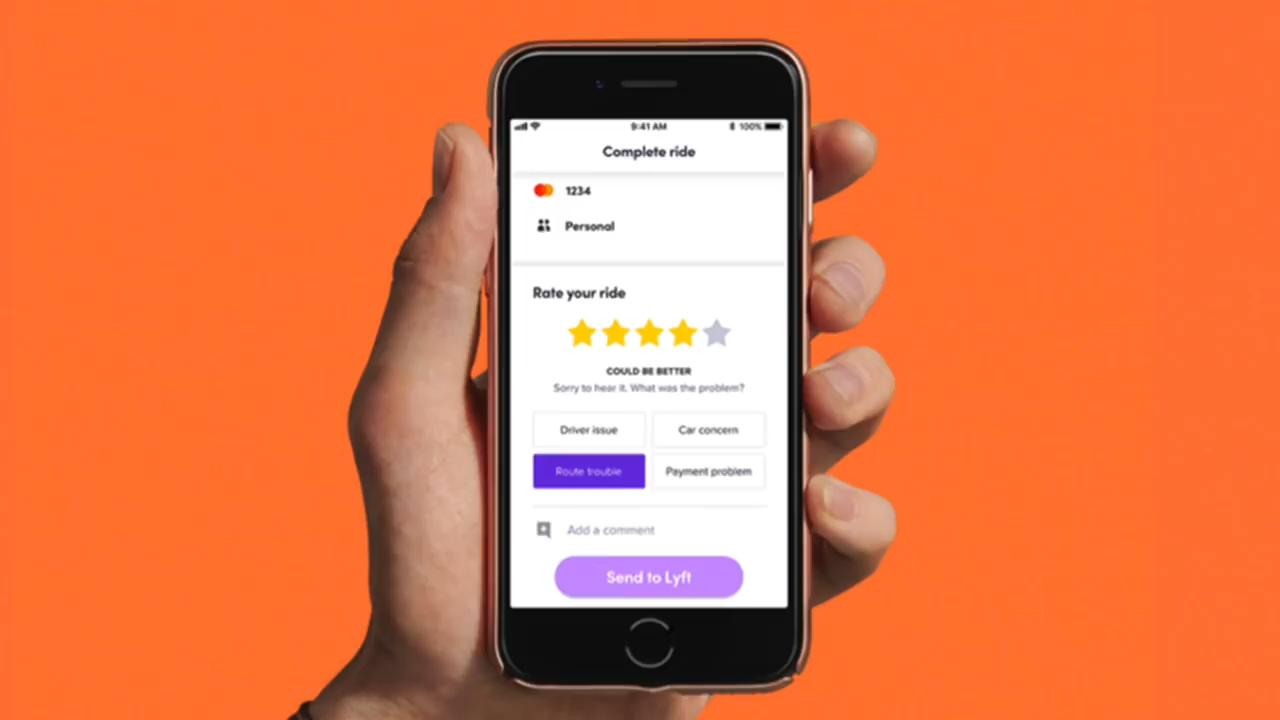 9:41 AM 100%
Complete ride
1234
Personal
Rate your ride
COULD BE BETTER
Sorry to hear it. What was the problem?
Driver issue Car concern
Route trouble Payment problem
Add a comment
Send to Lyft